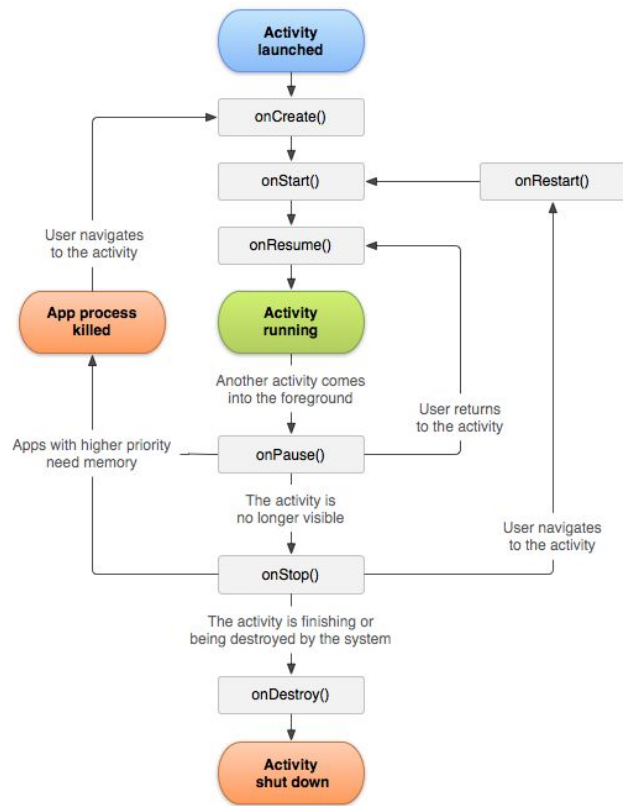 Activity
launched
onCreate()
onStart()
onRestart()
User navigates
to the activity
onResume()
App process
killed
Activity
running
Another activity comes
into the foreground
User returns
to the activity
Apps with higher priority
need memory
onPause()
The activity is
no longer visible
User navigates
to the activity
onStop()
The activity is finishing or
being destroyed by the system
onDestroy()
Activity
shut down